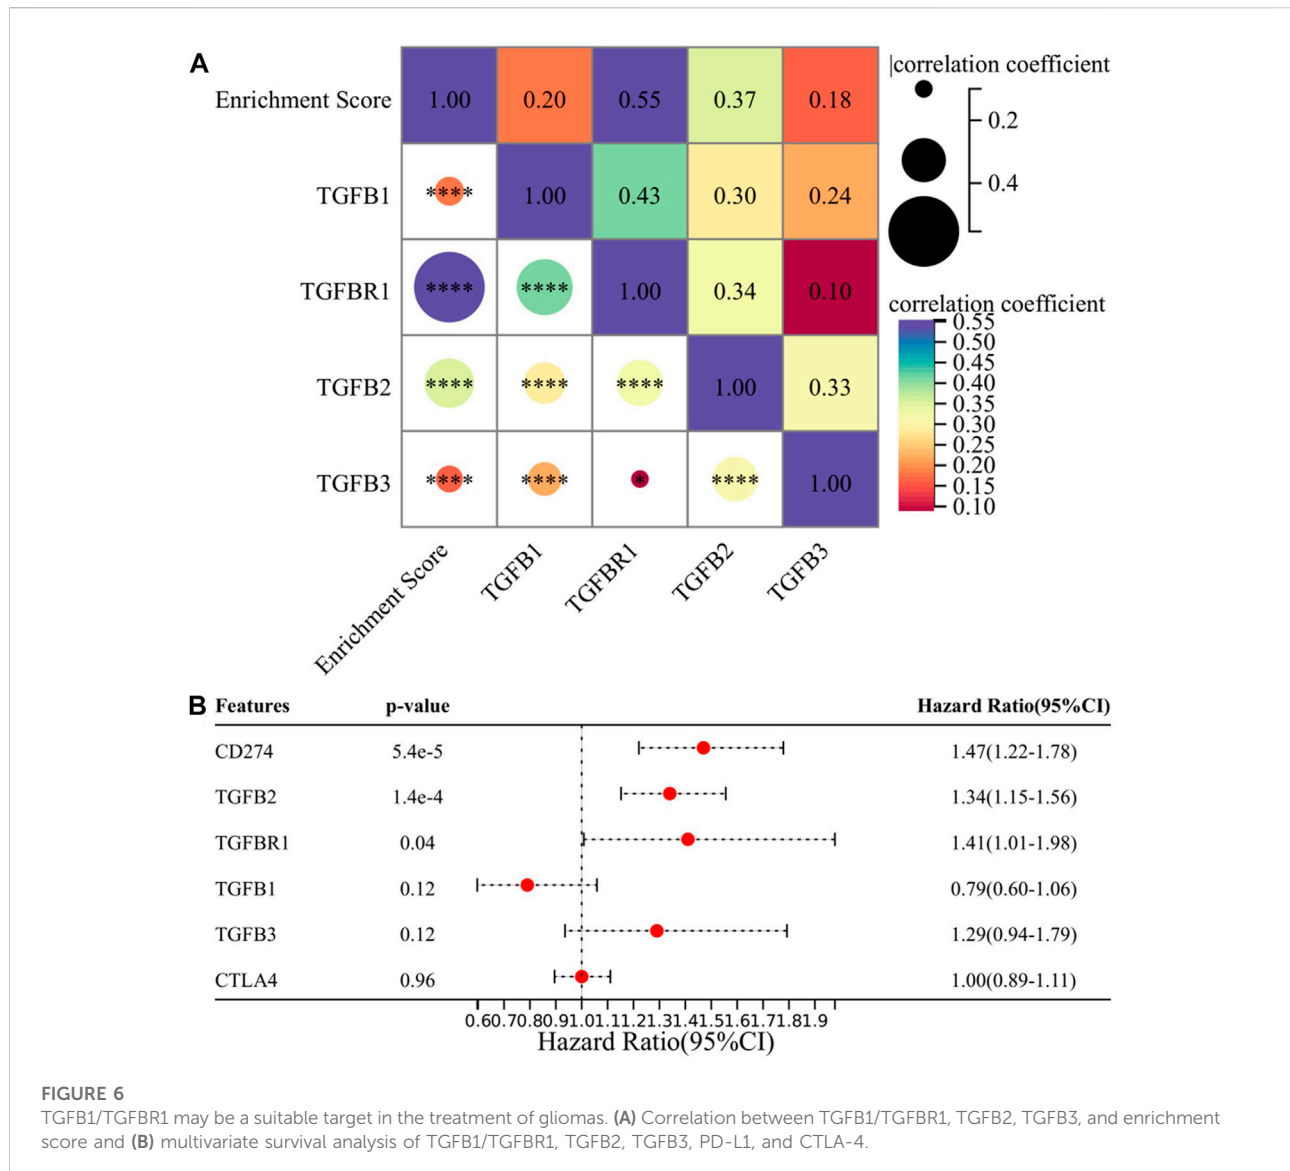 A
|correlation coefficient
Enrichment Score 1.00 0.20 0.55 0.37 0.18
0.2
0.4
TGFB1 **** 1.00 0.43 0.30 0.24
TGFBR1 **** **** 1.00 0.34 0.10
correlation coefficient
0.55
0.50
0.45
0.40
0.35
0.30
0.25
0.20
0.15
0.10
TGFB2 **** **** **** 1.00 0.33
TGFB3 **** **** * **** 1.00
Enrichment Score TGFB1 TGFBR1 TGFB2 TGFB3
B Features p-value Hazard Ratio(95%CI)
CD274 5.4e-5 1.47(1.22-1.78)
TGFB2 1.4e-4 1.34(1.15-1.56)
TGFBR1 0.04 1.41(1.01-1.98)
TGFB1 0.12 0.79(0.60-1.06)
TGFB3 0.12 1.29(0.94-1.79)
CTLA4 0.96 1.00(0.89-1.11)
0.60.70.80.91.01.11.21.31.41.51.61.71.81.9
Hazard Ratio(95%CI)
FIGURE 6
TGFB1/TGFBR1 may be a suitable target in the treatment of gliomas. (A) Correlation between TGFB1/TGFBR1, TGFB2, TGFB3, and enrichment
score and (B) multivariate survival analysis of TGFB1/TGFBR1, TGFB2, TGFB3, PD-L1, and CTLA-4.